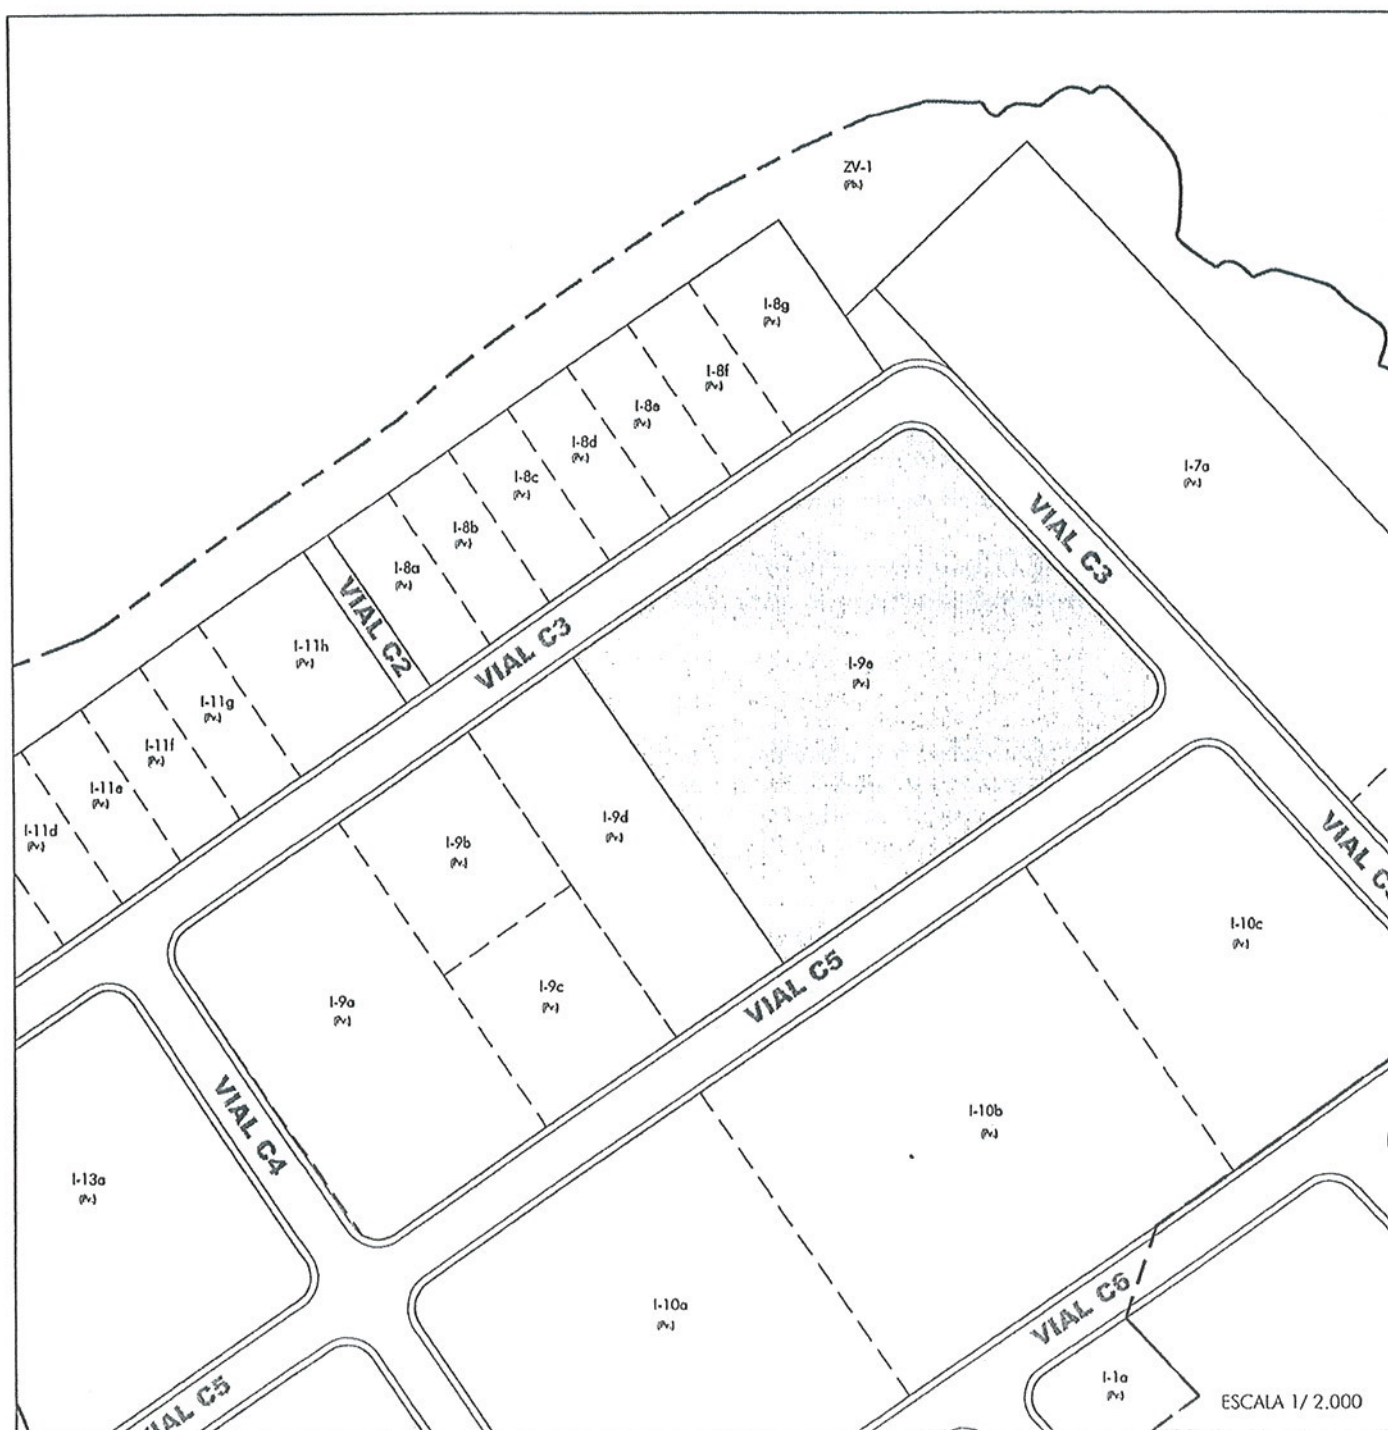 ZV-1
(Pb.)
I-8g
(Pv.)
I-8f
(Pv.)
I-8e
(Pv.)
I-8d
(Pv.)
I-8c
(Pv.)
I-8b
(Pv.)
I-8a
(Pv.)
I-7a
(Pv.)
VIAL C3
VIAL C2
VIAL C3
I-11h
(Pv.)
I-11g
(Pv.)
I-11f
(Pv.)
I-11e
(Pv.)
I-11d
(Pv.)
I-9e
(Pv.)
I-9d
(Pv.)
I-9b
(Pv.)
I-9c
(Pv.)
I-9a
(Pv.)
VIAL
I-10c
(Pv.)
VIAL C5
VIAL C4
I-10b
(Pv.)
I-13a
(Pv.)
I-10a
(Pv.)
VIAL C6
I-1a
(Pv.)
VIAL C5
ESCALA 1/ 2.000